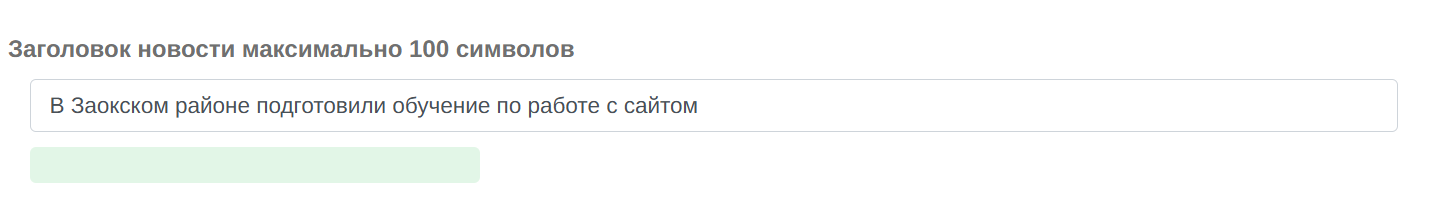 Заголовок новости максимально 100 символов
В Заокском районе подготовили обучение по работе с сайтом